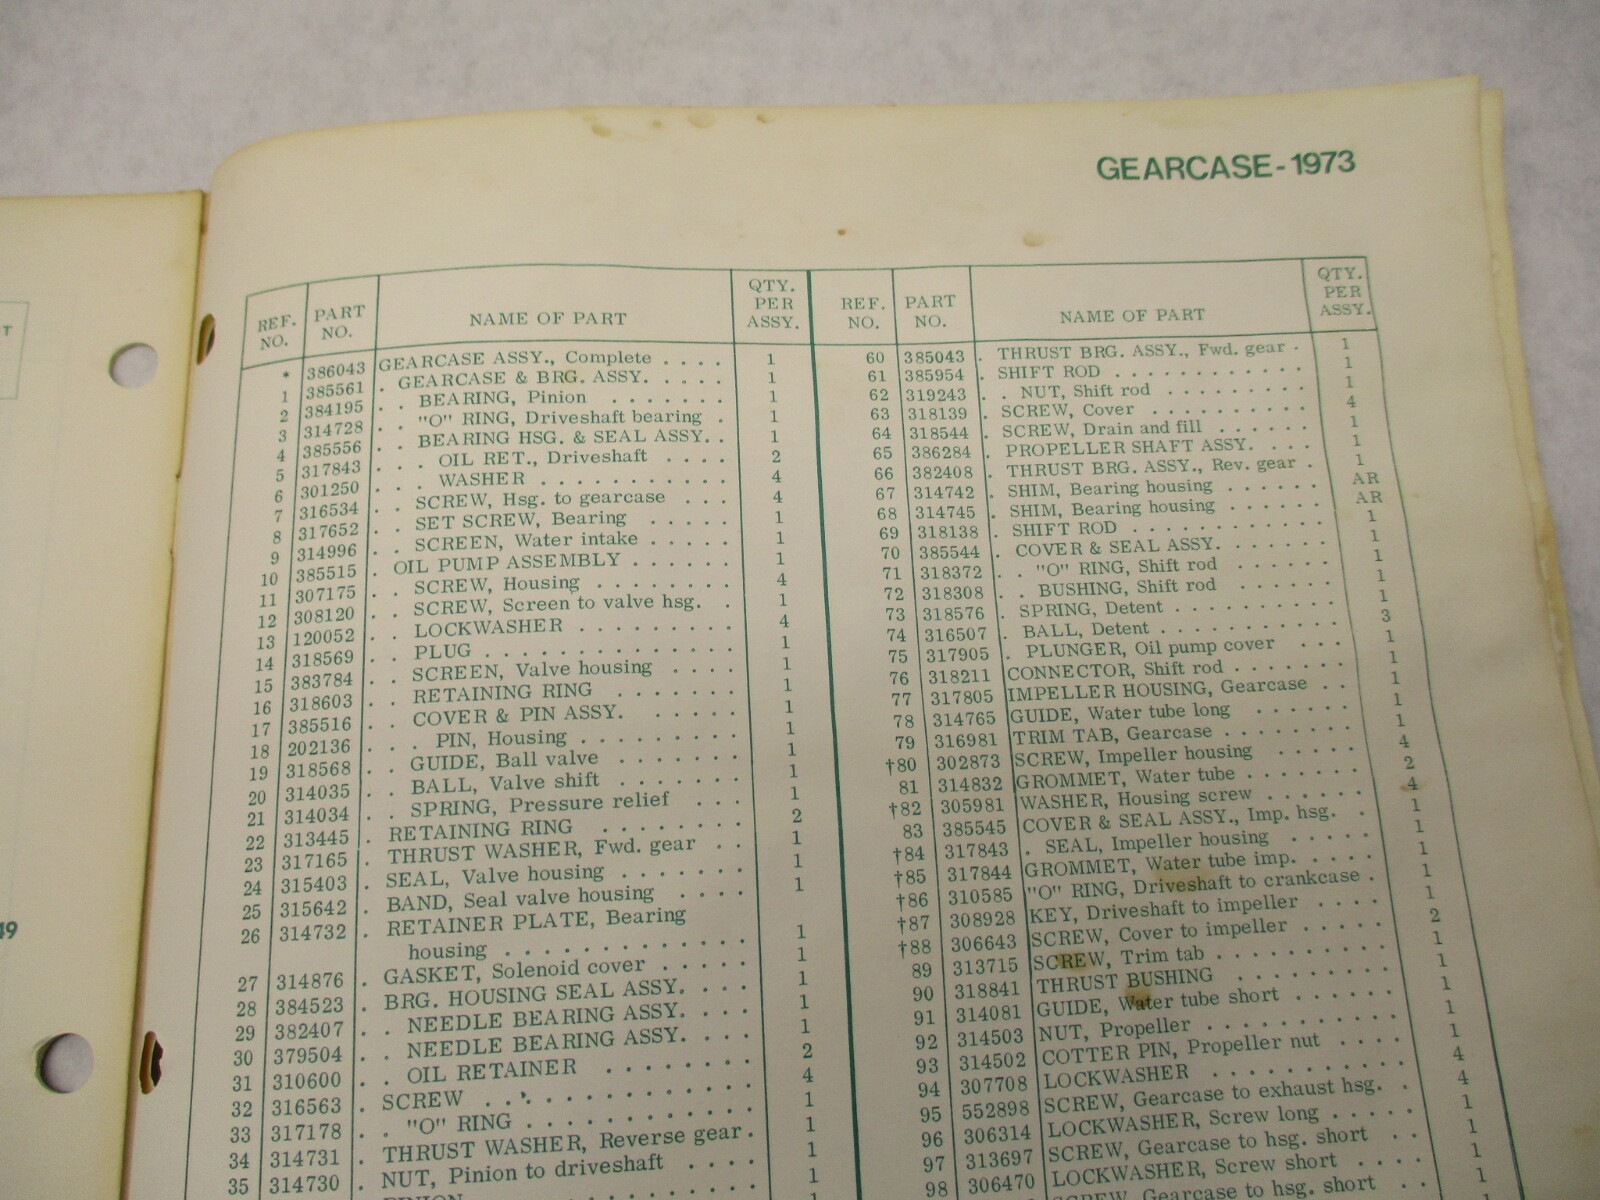 T
49
GEARCASE-1973
REF. NO. PART NO. NAME OF PART QTY. PER ASSY.
* 386043 GEARCASE ASSY., Complete . . . . 1
1 385561 . GEARCASE & BRG. ASSY. . . . . 1
2 384195 . . BEARING, Pinion . . . . . . . 1
3 314728 . . "O" RING, Driveshaft bearing . 1
4 385556 . . BEARING HSG. & SEAL ASSY. . 1
5 317843 . . . OIL RET., Driveshaft . . . . 2
6 301250 . . . WASHER . . . . . . . . . . . 4
7 316534 . . SCREW, Hsg. to gearcase . . . 4
8 317652 . . SET SCREW, Bearing . . . . . 1
9 314996 . . SCREEN, Water intake . . . . . 1
10 385515 . OIL PUMP ASSEMBLY . . . . . . 1
11 307175 . . SCREW, Housing . . . . . . . . 4
12 308120 . . SCREW, Screen to valve hsg. . 1
13 120052 . . LOCKWASHER . . . . . . . . . 4
14 318569 . . PLUG . . . . . . . . . . . . . . 1
15 383784 . . SCREEN, Valve housing . . . . 1
16 318603 . . RETAINING RING . . . . . . . 1
17 385516 . . COVER & PIN ASSY. . . . . . 1
18 202136 . . . PIN, Housing . . . . . . . . . 1
19 318568 . . GUIDE, Ball valve . . . . . . . 1
20 314035 . . BALL, Valve shift . . . . . . . 1
21 314034 . . SPRING, Pressure relief . . . 1
22 313445 . RETAINING RING . . . . . . . . 2
23 317165 . THRUST WASHER, Fwd. gear . . 1
24 315403 . SEAL, Valve housing . . . . . . . 1
25 315642 . BAND, Seal valve housing . . . . 1
26 314732 . RETAINER PLATE, Bearing
housing . . . . . . . . . . . . . 1
27 314876 . GASKET, Solenoid cover . . . . . 1
28 384523 . BRG. HOUSING SEAL ASSY. . . . 1
29 382407 . . NEEDLE BEARING ASSY. . . . 1
30 379504 . . NEEDLE BEARING ASSY. . . . 1
31 310600 . . OIL RETAINER . . . . . . . . 2
32 316563 . SCREW . . . . . . . . . . . . . 4
33 317178 . . "O" RING . . . . . . . . . . . 1
34 314731 . THRUST WASHER, Reverse gear . 1
35 314730 . NUT, Pinion to driveshaft . . . . 1
PINION . . . . . . . . . . . 1
REF. NO. PART NO. NAME OF PART QTY. PER ASSY.
60 385043 . THRUST BRG. ASSY., Fwd. gear . 1
61 385954 . SHIFT ROD . . . . . . . . . . . . 1
62 319243 . . NUT, Shift rod . . . . . . . . 1
63 318139 . SCREW, Cover . . . . . . . . . . 4
64 318544 . SCREW, Drain and fill . . . . . . 1
65 386284 . PROPELLER SHAFT ASSY. . . . 1
66 382408 . THRUST BRG. ASSY., Rev. gear . 1
67 314742 . SHIM, Bearing housing . . . . . . AR
68 314745 . SHIM, Bearing housing . . . . . . AR
69 318138 . SHIFT ROD . . . . . . . . . . . . 1
70 385544 . COVER & SEAL ASSY. . . . . . . 1
71 318372 . . "O" RING, Shift rod . . . . . . 1
72 318308 . . BUSHING, Shift rod . . . . . . 1
73 318576 . SPRING, Detent . . . . . . . . . . 1
74 316507 . BALL, Detent . . . . . . . . . . . 3
75 317905 . PLUNGER, Oil pump cover . . . 1
76 318211 CONNECTOR, Shift rod . . . . . . . 1
77 317805 IMPELLER HOUSING, Gearcase . . 1
78 314765 GUIDE, Water tube long . . . . . . 1
79 316981 TRIM TAB, Gearcase . . . . . . . . 1
†80 302873 SCREW, Impeller housing . . . . . 4
81 314832 GROMMET, Water tube . . . . . . . 2
†82 305981 WASHER, Housing screw . . . . . . 4
83 385545 COVER & SEAL ASSY., Imp. hsg. . 1
†84 317843 . SEAL, Impeller housing . . . . . 1
†85 317844 GROMMET, Water tube imp. . . . . 1
†86 310585 "O" RING, Driveshaft to crankcase . 1
†87 308928 KEY, Driveshaft to impeller . . . . 1
†88 306643 SCREW, Cover to impeller . . . . . 2
89 313715 SCREW, Trim tab . . . . . . . . . . 1
90 318841 THRUST BUSHING . . . . . . . . . 1
91 314081 GUIDE, Water tube short . . . . . . 1
92 314503 NUT, Propeller . . . . . . . . . . . 1
93 314502 COTTER PIN, Propeller nut . . . . 1
94 307708 LOCKWASHER . . . . . . . . . . . 4
95 552898 SCREW, Gearcase to exhaust hsg. . 4
96 306314 LOCKWASHER, Screw long . . . . . 1
97 313697 SCREW, Gearcase to hsg. short . . 1
98 306470 LOCKWASHER, Screw short . . . . 1
SCREW, Gearcase to hsg. short . .